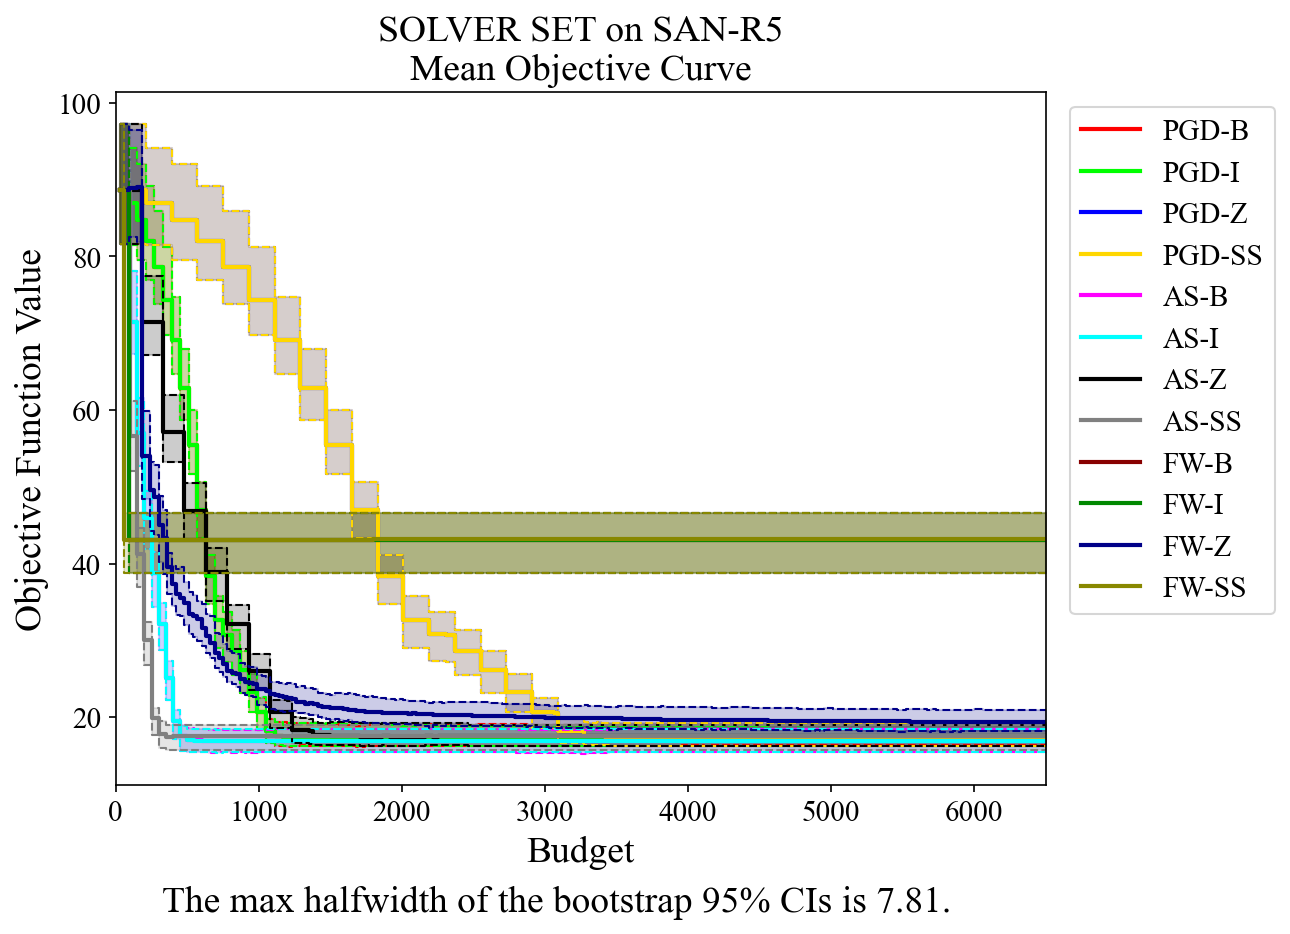 SOLVER SET on SAN-R5
Mean Objective Curve
Objective Function Value
100
80
60
40
20
0
1000
2000
3000
4000
5000
6000
Budget
The max halfwidth of the bootstrap 95% CIs is 7.81.
PGD-B
PGD-I
PGD-Z
PGD-SS
AS-B
AS-I
AS-Z
AS-SS
FW-B
FW-I
FW-Z
FW-SS